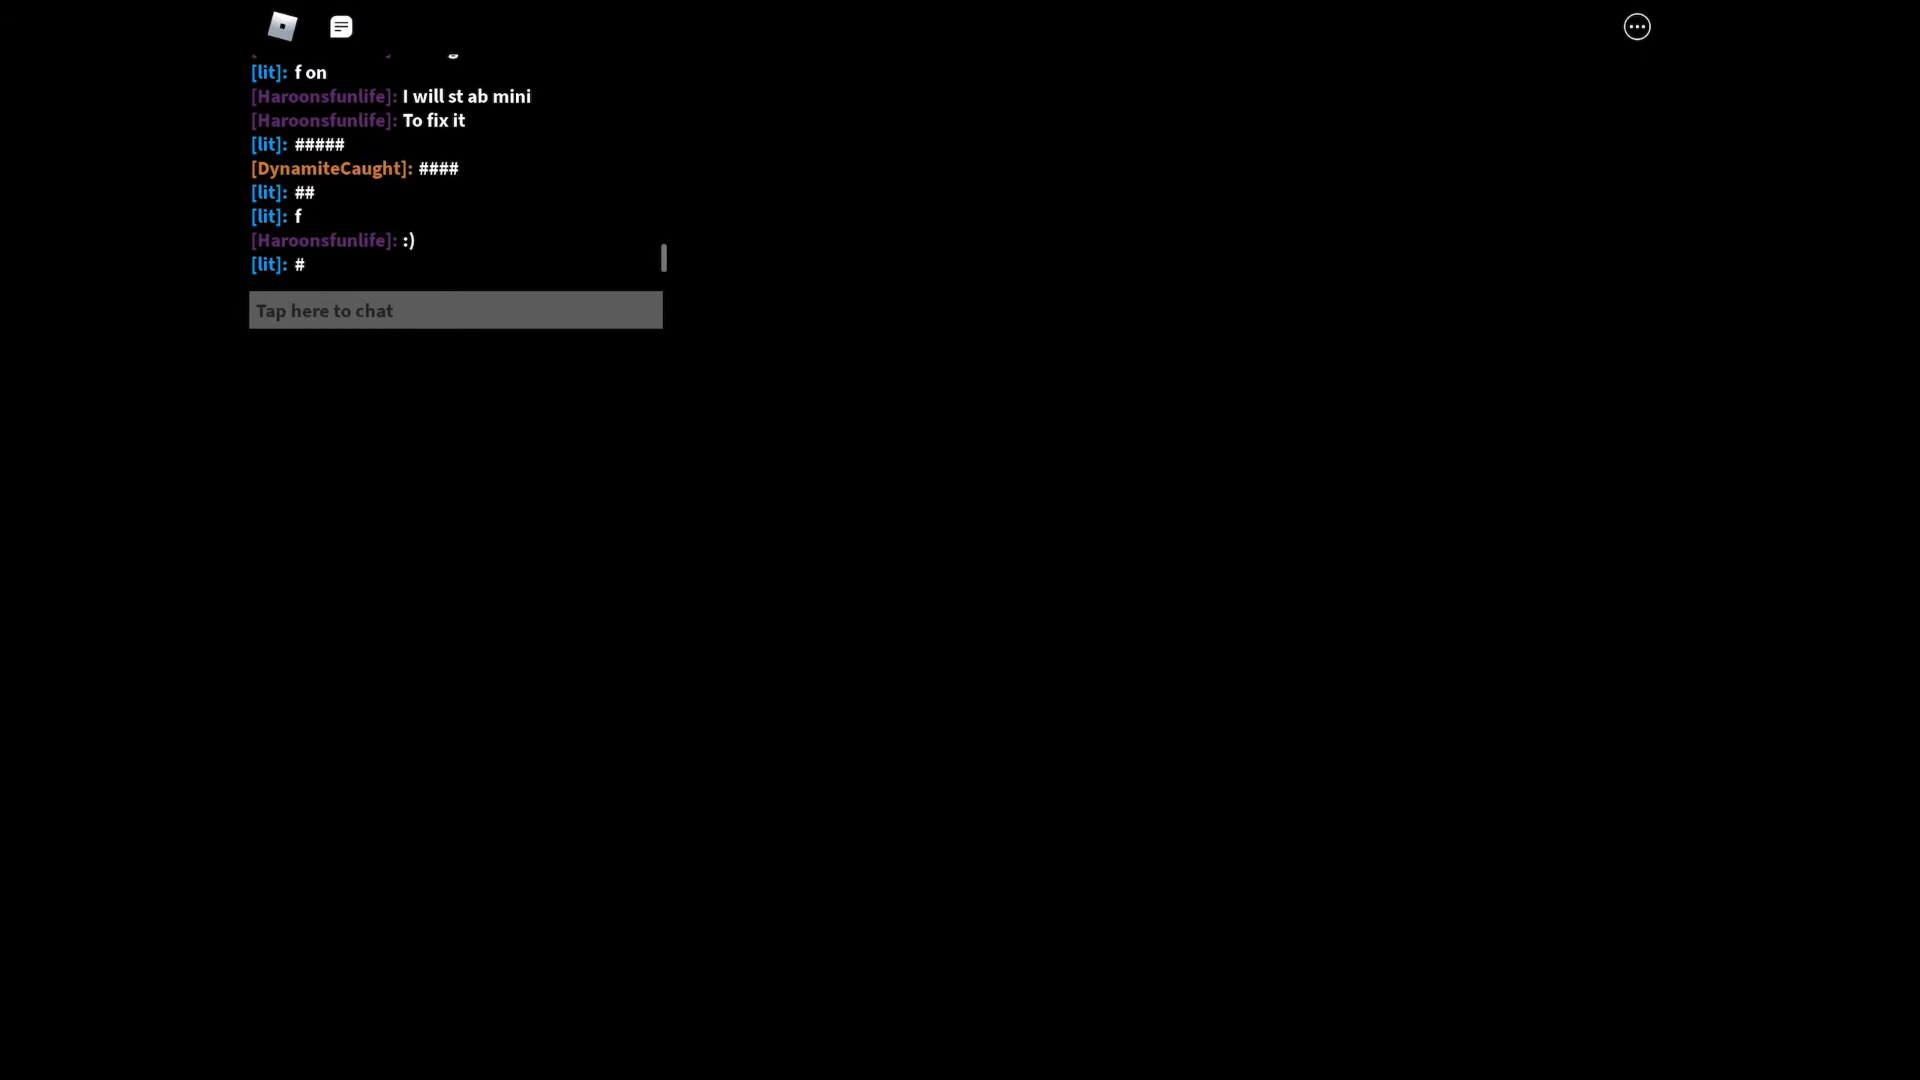 [lit]: f on
[Haroonsfunlife]: I will st ab mini
[Haroonsfunlife]: To fix it
[lit]: #####
[DynamiteCaught]: ####
[lit]: ##
[lit]: f
[Haroonsfunlife]: :)
[lit]: #
Tap here to chat